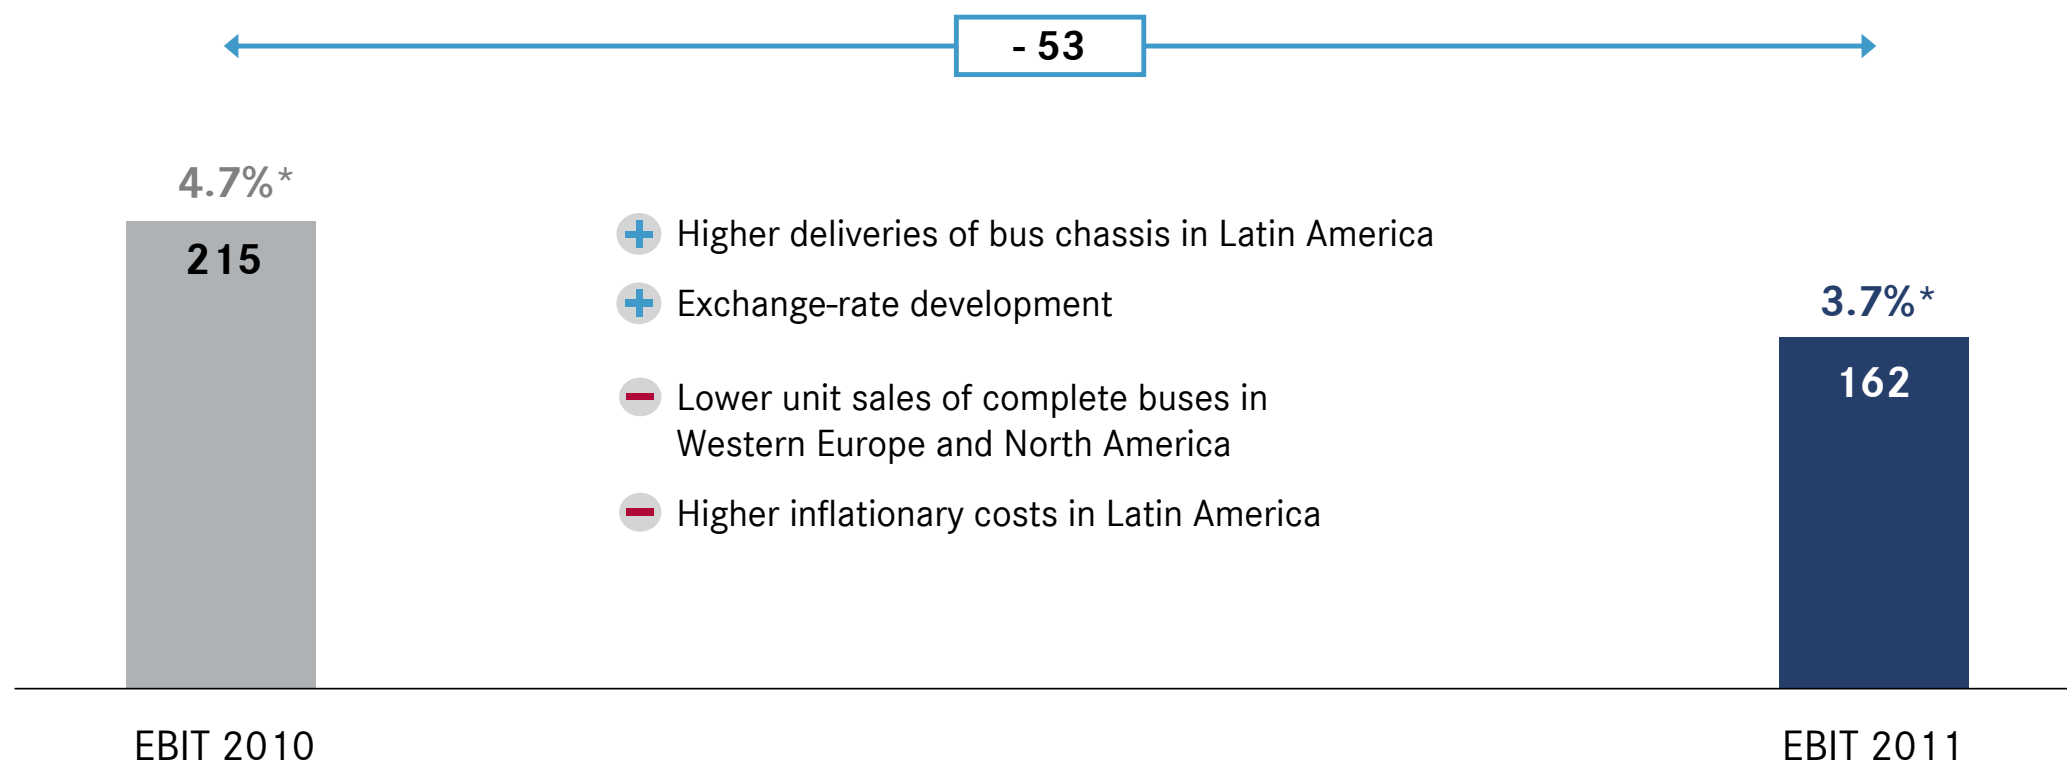 - 53
4.7%*
215
Higher deliveries of bus chassis in Latin America
Exchange-rate development
Lower unit sales of complete buses in
Western Europe and North America
Higher inflationary costs in Latin America
3.7%*
162
EBIT 2010
EBIT 2011